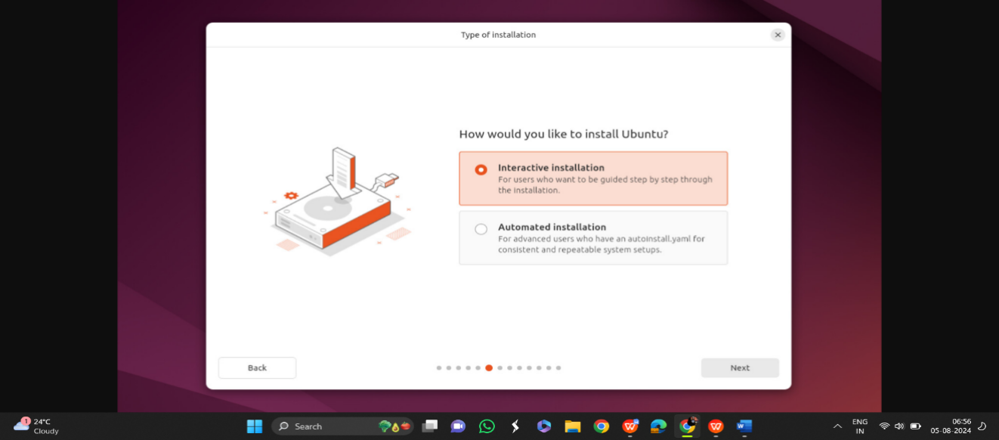 Type of installation
How would you like to install Ubuntu?
Interactive installation
For users who want to be guided step by step through
the installation.
Automated installation
For advanced users who have an autoinstall.yaml for
consistent and repeatable system setups.
Back
Next
1
24°C
Cloudy
Search
ENG
IN
06:56
05-08-2024